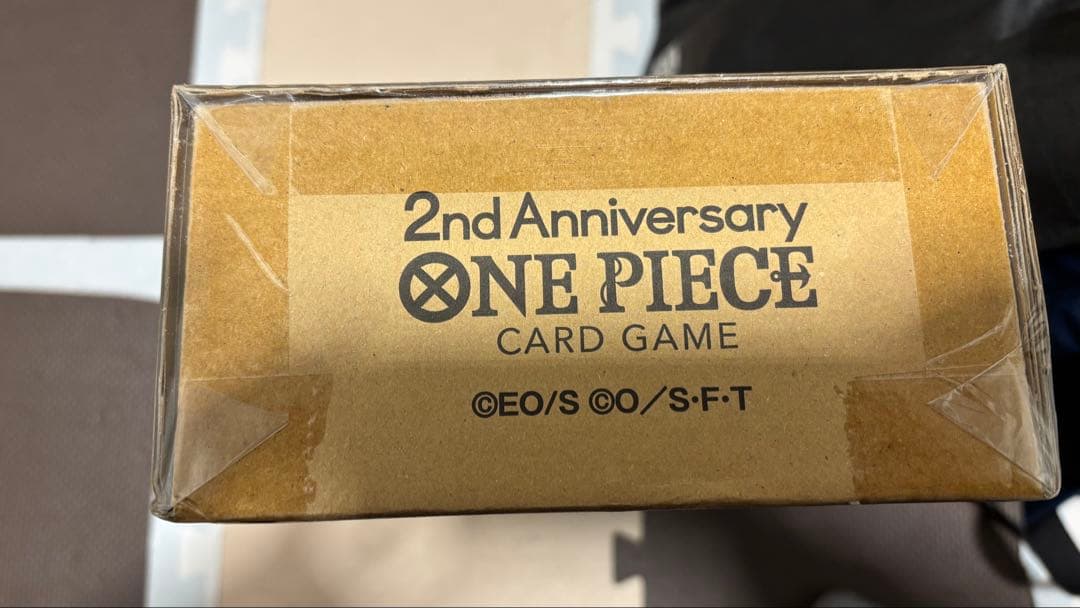 2nd Anniversary
ONE PIECE
CARD GAME
©EO/S ©O／S・F・T